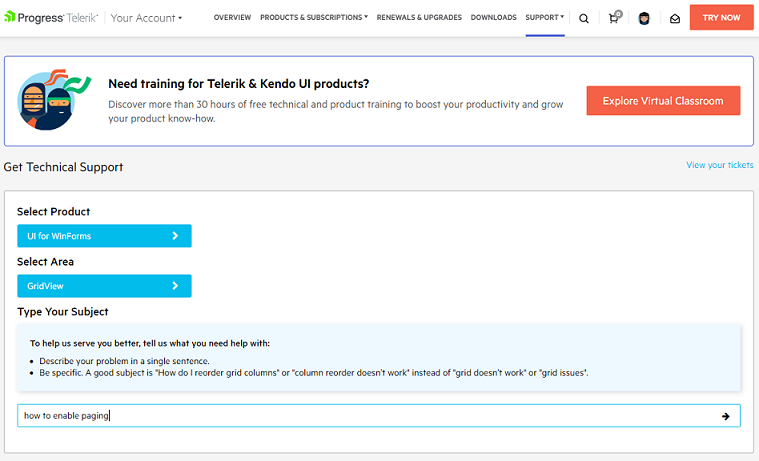 Progress Telerik Your Account OVERVIEW PRODUCTS & SUBSCRIPTIONS RENEWALS & UPGRADES DOWNLOADS SUPPORT 0 TRY NOW
Need training for Telerik & Kendo UI products?
Discover more than 30 hours of free technical and product training to boost your productivity and grow
your product know-how.
Explore Virtual Classroom
Get Technical Support
View your tickets
Select Product
UI for WinForms
Select Area
GridView
Type Your Subject
To help us serve you better, tell us what you need help with:
• Describe your problem in a single sentence.
• Be specific. A good subject is "How do I reorder grid columns" or "column reorder doesn't work" instead of "grid doesn't work" or "grid issues".
how to enable paging